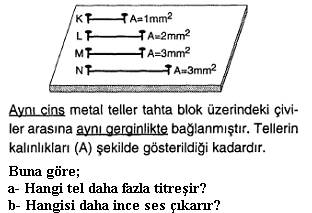 K A=1mm²
L A=2mm²
M A=3mm²
N A=3mm²
Aynı cins metal teller tahta blok üzerindeki çivi-
ler arasına aynı gerginlikte bağlanmıştır. Tellerin
kalınlıkları (A) şekilde gösterildiği kadardır.
Buna göre;
a- Hangi tel daha fazla titreşir?
b- Hangisi daha ince ses çıkarır?